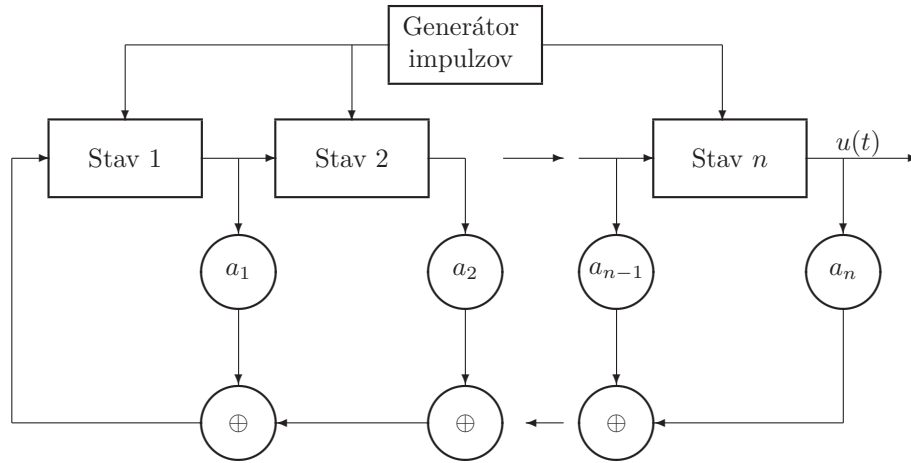 Generátor
impulzov
Stav 1
Stav 2
Stav n
u(t)
a₁
a₂
aₙ₋₁
aₙ
⊕
⊕
⊕